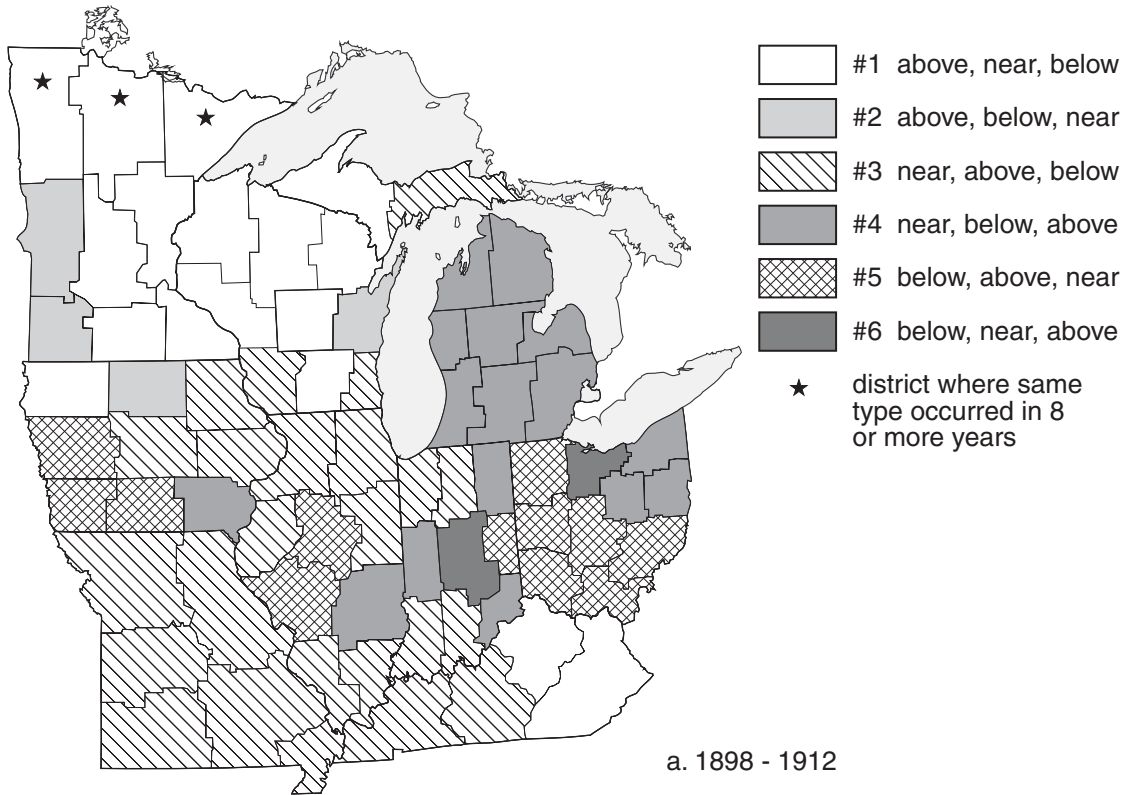 #1 above, near, below
#2 above, below, near
#3 near, above, below
#4 near, below, above
#5 below, above, near
#6 below, near, above
district where same
type occurred in 8
or more years
a. 1898 - 1912